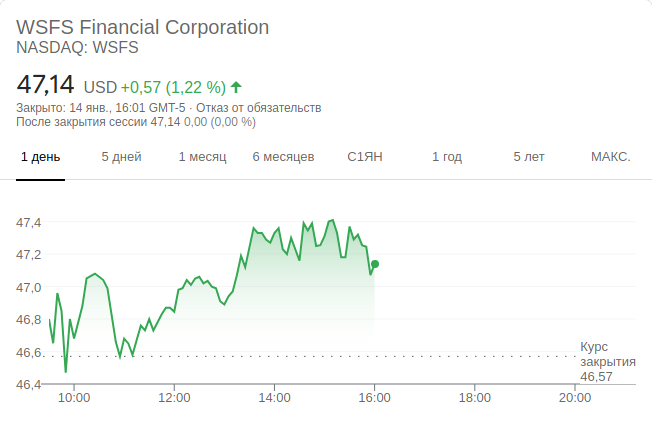 WSFS Financial Corporation
NASDAQ: WSFS
47,14 USD +0,57 (1,22 %)
Закрыто: 14 янв., 16:01 GMT-5 · Отказ от обязательств
После закрытия сессии 47,14 0,00 (0,00 %)
1 день 5 дней 1 месяц 6 месяцев С1ЯН 1 год 5 лет МАКС.
47,4
47,2
47,0
46,8
46,6
46,4
Курс
закрытия
46,57
10:00 12:00 14:00 16:00 18:00 20:00